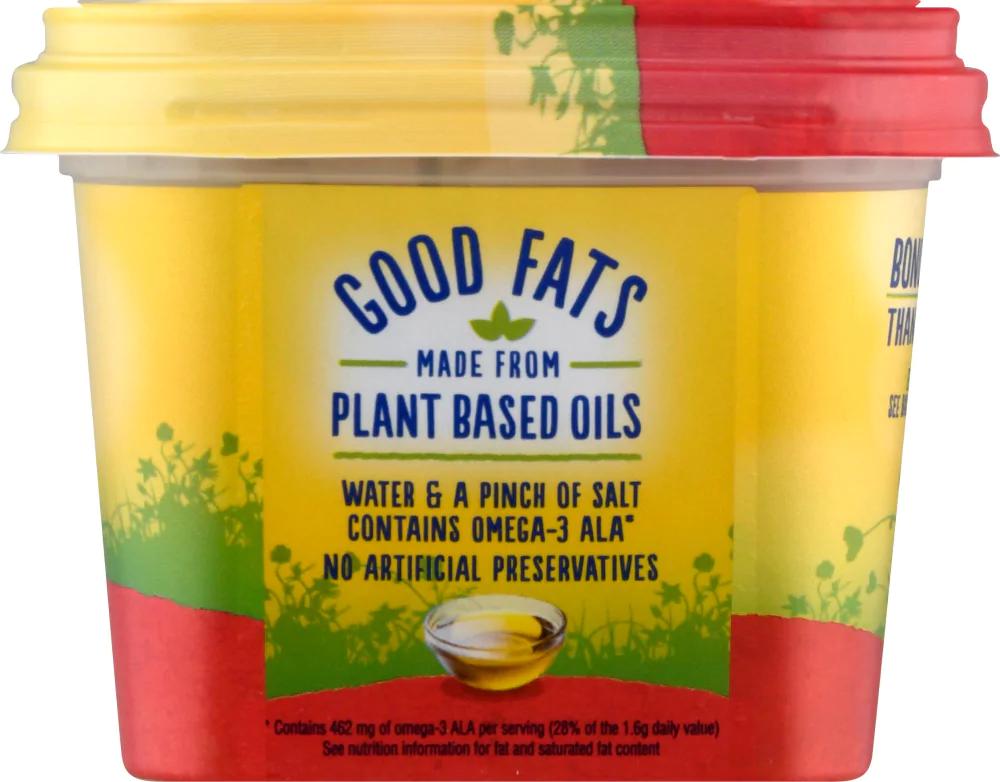 GOOD FATS
MADE FROM
PLANT BASED OILS
WATER & A PINCH OF SALT
CONTAINS OMEGA-3 ALA*
NO ARTIFICIAL PRESERVATIVES
* Contains 462 mg of omega-3 ALA per serving (28% of the 1.6g daily value)
See nutrition information for fat and saturated fat content
SEE